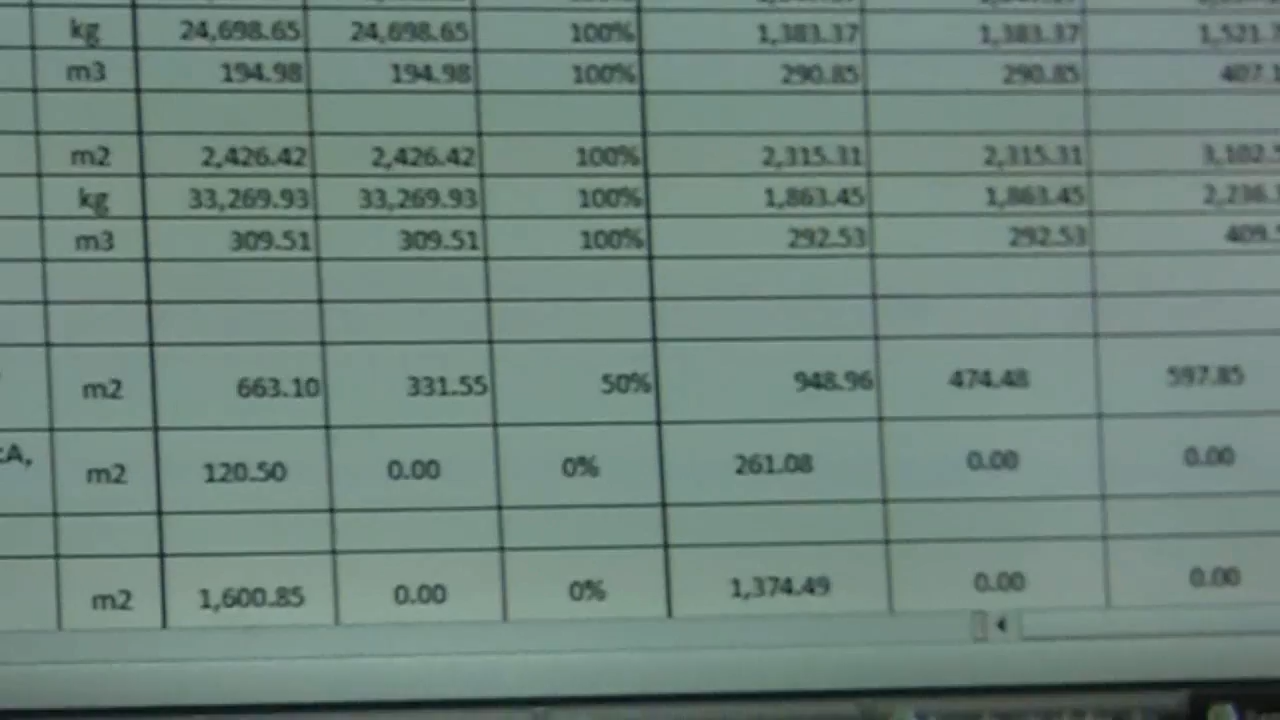 kg 24,698.65 24,698.65 100% 1,383.37 1,383.37
m3 194.98 194.98 100% 290.85 290.85
m2 2,426.42 2,426.42 100% 2,315.31 2,315.31
kg 33,269.93 33,269.93 100% 1,863.45 1,863.45
m3 309.51 309.51 100% 292.53 292.53
m2 663.10 331.55 50% 948.96 474.48 597.85
m2 120.50 0.00 0% 261.08 0.00 0.00
m2 1,600.85 0.00 0% 1,374.49 0.00 0.00